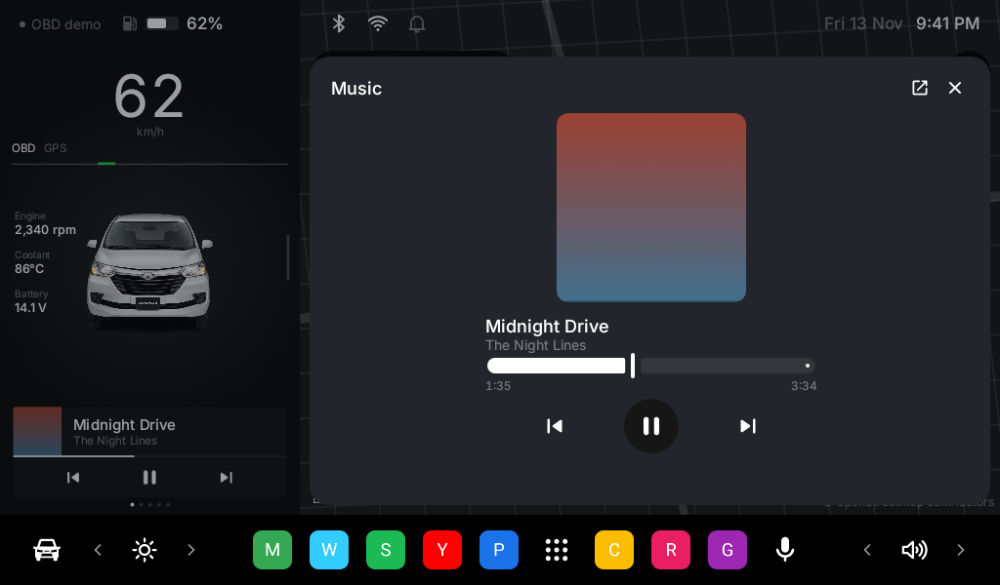 OBD demo
62%
Fri 13 Nov 9:41 PM
62
km/h
OBD GPS
Engine
2,340 rpm
Coolant
86°C
Battery
14.1 V
Midnight Drive
The Night Lines
Music
Midnight Drive
The Night Lines
1:35
3:34
M W S Y P C R G